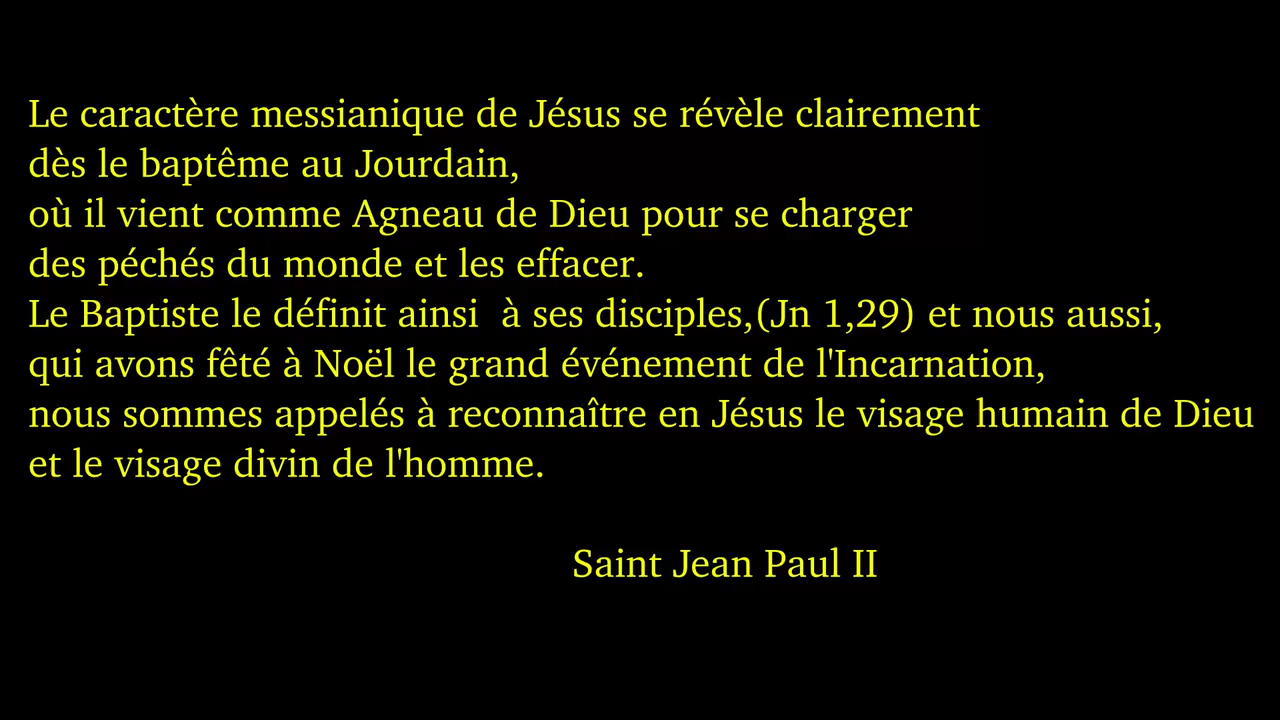 Le caractère messianique de Jésus se révèle clairement
dès le baptême au Jourdain,
où il vient comme Agneau de Dieu pour se charger
des péchés du monde et les effacer.
Le Baptiste le définit ainsi  à ses disciples,(Jn 1,29) et nous aussi,
qui avons fêté à Noël le grand événement de l'Incarnation,
nous sommes appelés à reconnaître en Jésus le visage humain de Dieu
et le visage divin de l'homme.
Saint Jean Paul II